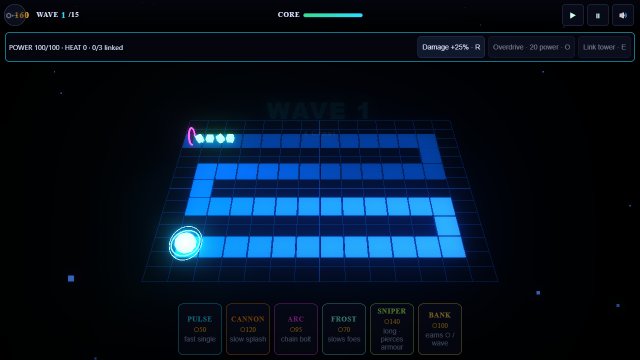 160 WAVE 1 /15 CORE
POWER 100/100 · HEAT 0 · 0/3 linked
Damage +25% · R
Overdrive · 20 power · O
Link tower · E
WAVE 1
PULSE
50
fast single
CANNON
120
slow splash
ARC
95
chain bolt
FROST
70
slows foes
SNIPER
140
long · pierces armour
BANK
100
earns O / wave